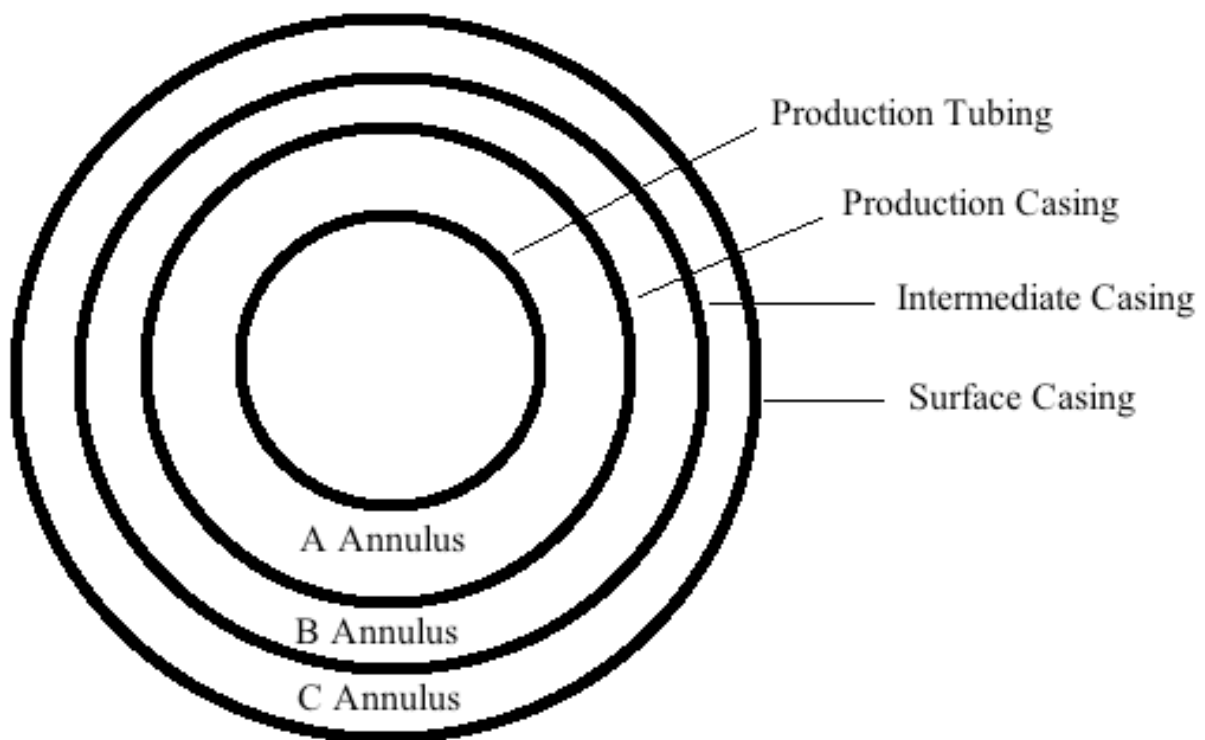 Production Tubing
Production Casing
Intermediate Casing
Surface Casing
A Annulus
B Annulus
C Annulus